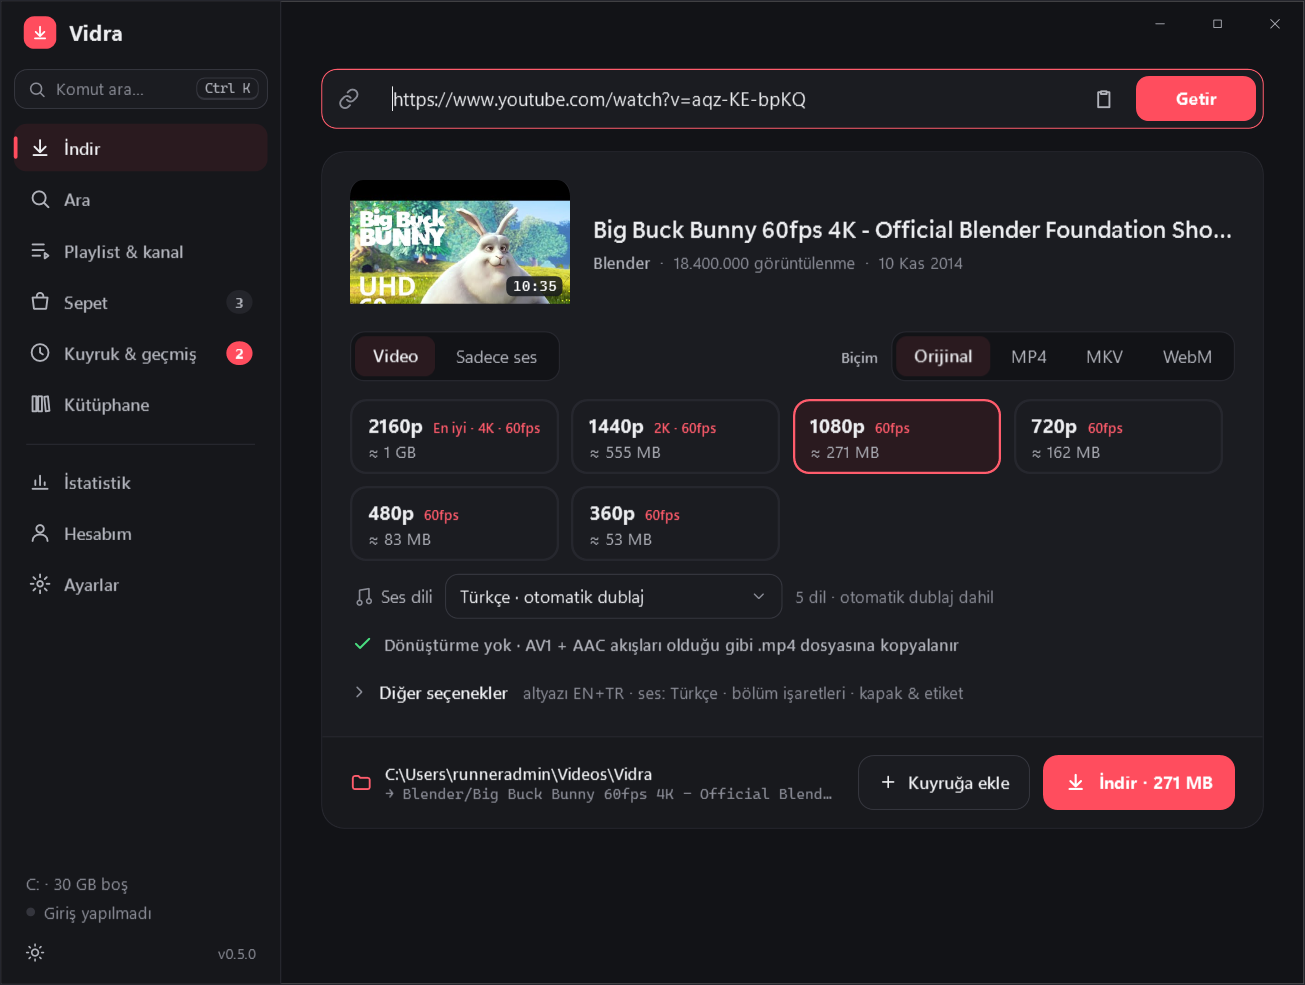 Vidra
Komut ara...
Ctrl K
İndir
Ara
Playlist & kanal
Sepet
3
Kuyruk & geçmiş
2
Kütüphane
İstatistik
Hesabım
Ayarlar
C: · 30 GB boş
Giriş yapılmadı
v0.5.0
https://www.youtube.com/watch?v=aqz-KE-bpKQ
Getir
Big Buck
BUNNY
UHD
10:35
Big Buck Bunny 60fps 4K - Official Blender Foundation Sho...
Blender · 18.400.000 görüntülenme · 10 Kas 2014
Video
Sadece ses
Biçim
Orijinal
MP4
MKV
WebM
2160p En iyi · 4K · 60fps
≈ 1 GB
1440p 2K · 60fps
≈ 555 MB
1080p 60fps
≈ 271 MB
720p 60fps
≈ 162 MB
480p 60fps
≈ 83 MB
360p 60fps
≈ 53 MB
Ses dili
Türkçe · otomatik dublaj
5 dil · otomatik dublaj dahil
Dönüştürme yok · AV1 + AAC akışları olduğu gibi .mp4 dosyasına kopyalanır
Diğer seçenekler altyazı EN+TR · ses: Türkçe · bölüm işaretleri · kapak & etiket
C:\Users\runneradmin\Videos\Vidra
→ Blender/Big Buck Bunny 60fps 4K - Official Blend...
+ Kuyruğa ekle
İndir · 271 MB